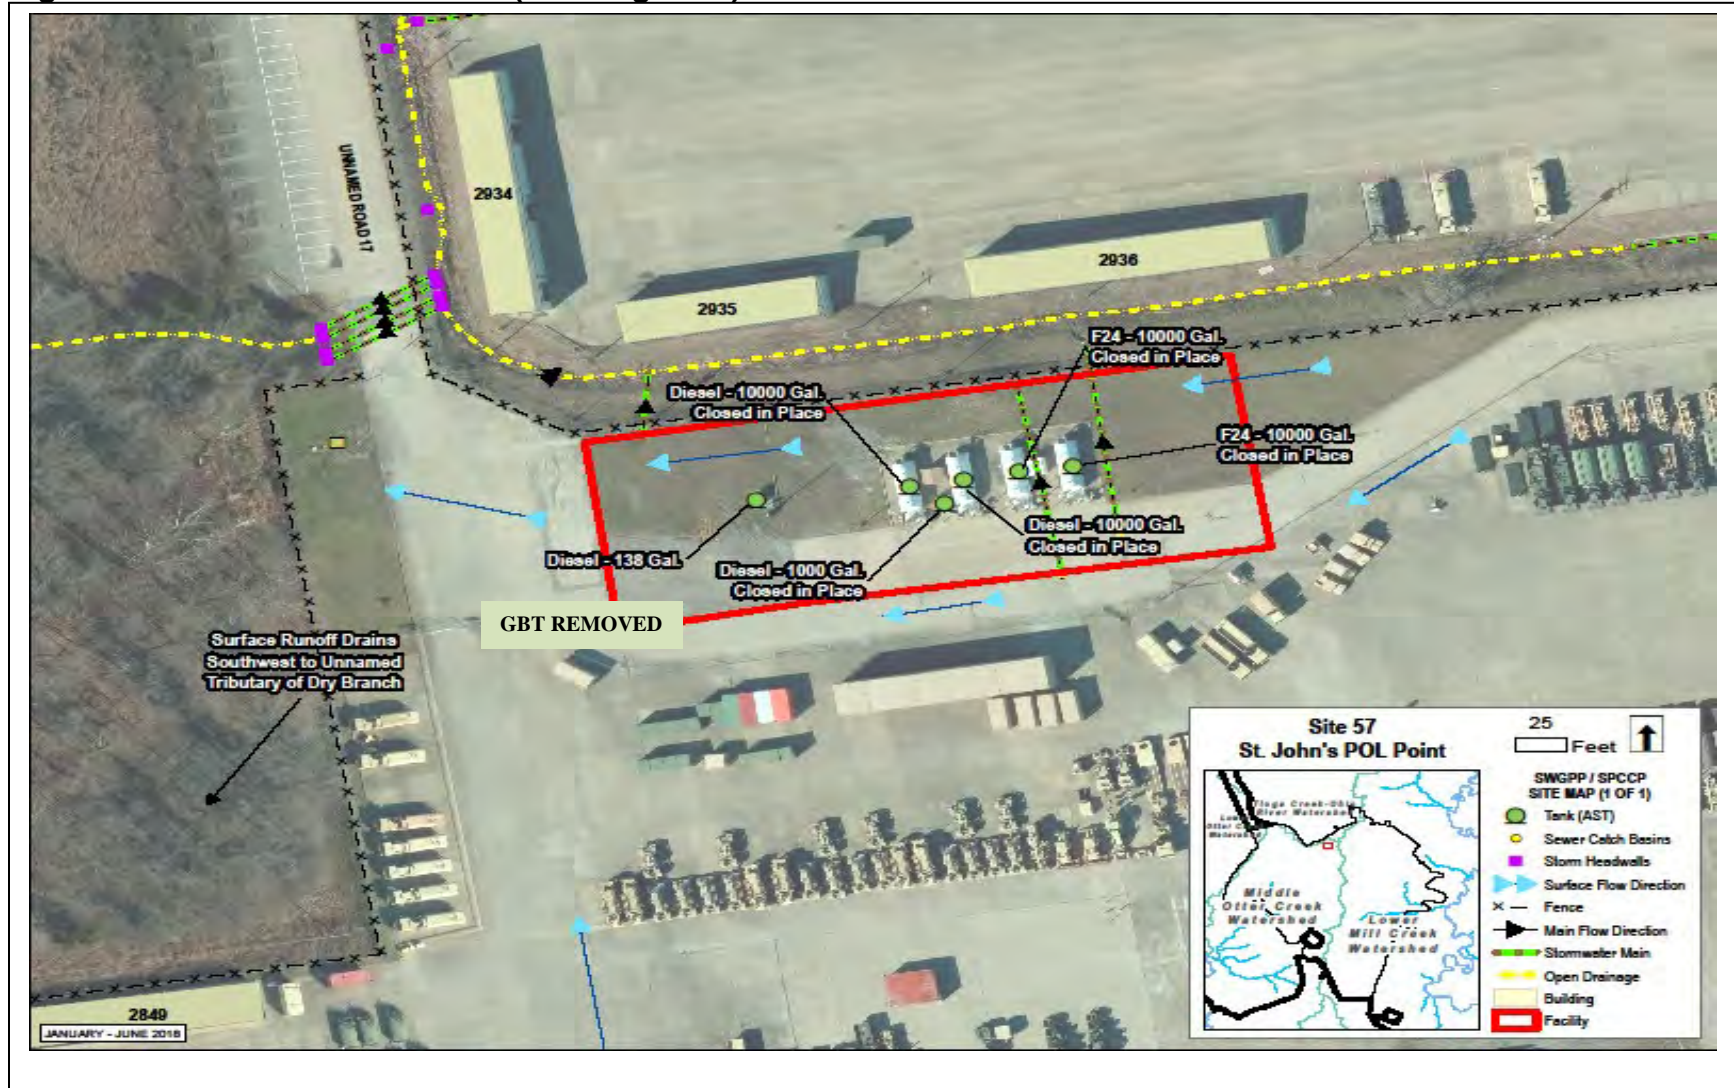 UNNAMED ROAD 17
2934
2935
2936
F24 - 10000 Gal.
Closed in Place
Diesel - 10000 Gal.
Closed in Place
F24 - 10000 Gal.
Closed in Place
Diesel - 10000 Gal.
Closed in Place
Diesel - 138 Gal.
Diesel - 1000 Gal.
Closed in Place
GBT REMOVED
Surface Runoff Drains
Southwest to Unnamed
Tributary of Dry Branch
2849
JANUARY - JUNE 2018
Site 57
St. John's POL Point
25
Feet
SWGPP / SPCCP
SITE MAP (1 OF 1)
Tank (AST)
Sewer Catch Basins
Storm Headwalls
Surface Flow Direction
Fence
Main Flow Direction
Stormwater Main
Open Drainage
Building
Facility
River Watershed
Middle
Otter Creek
Watershed
Lower
Mill Creek
Watershed